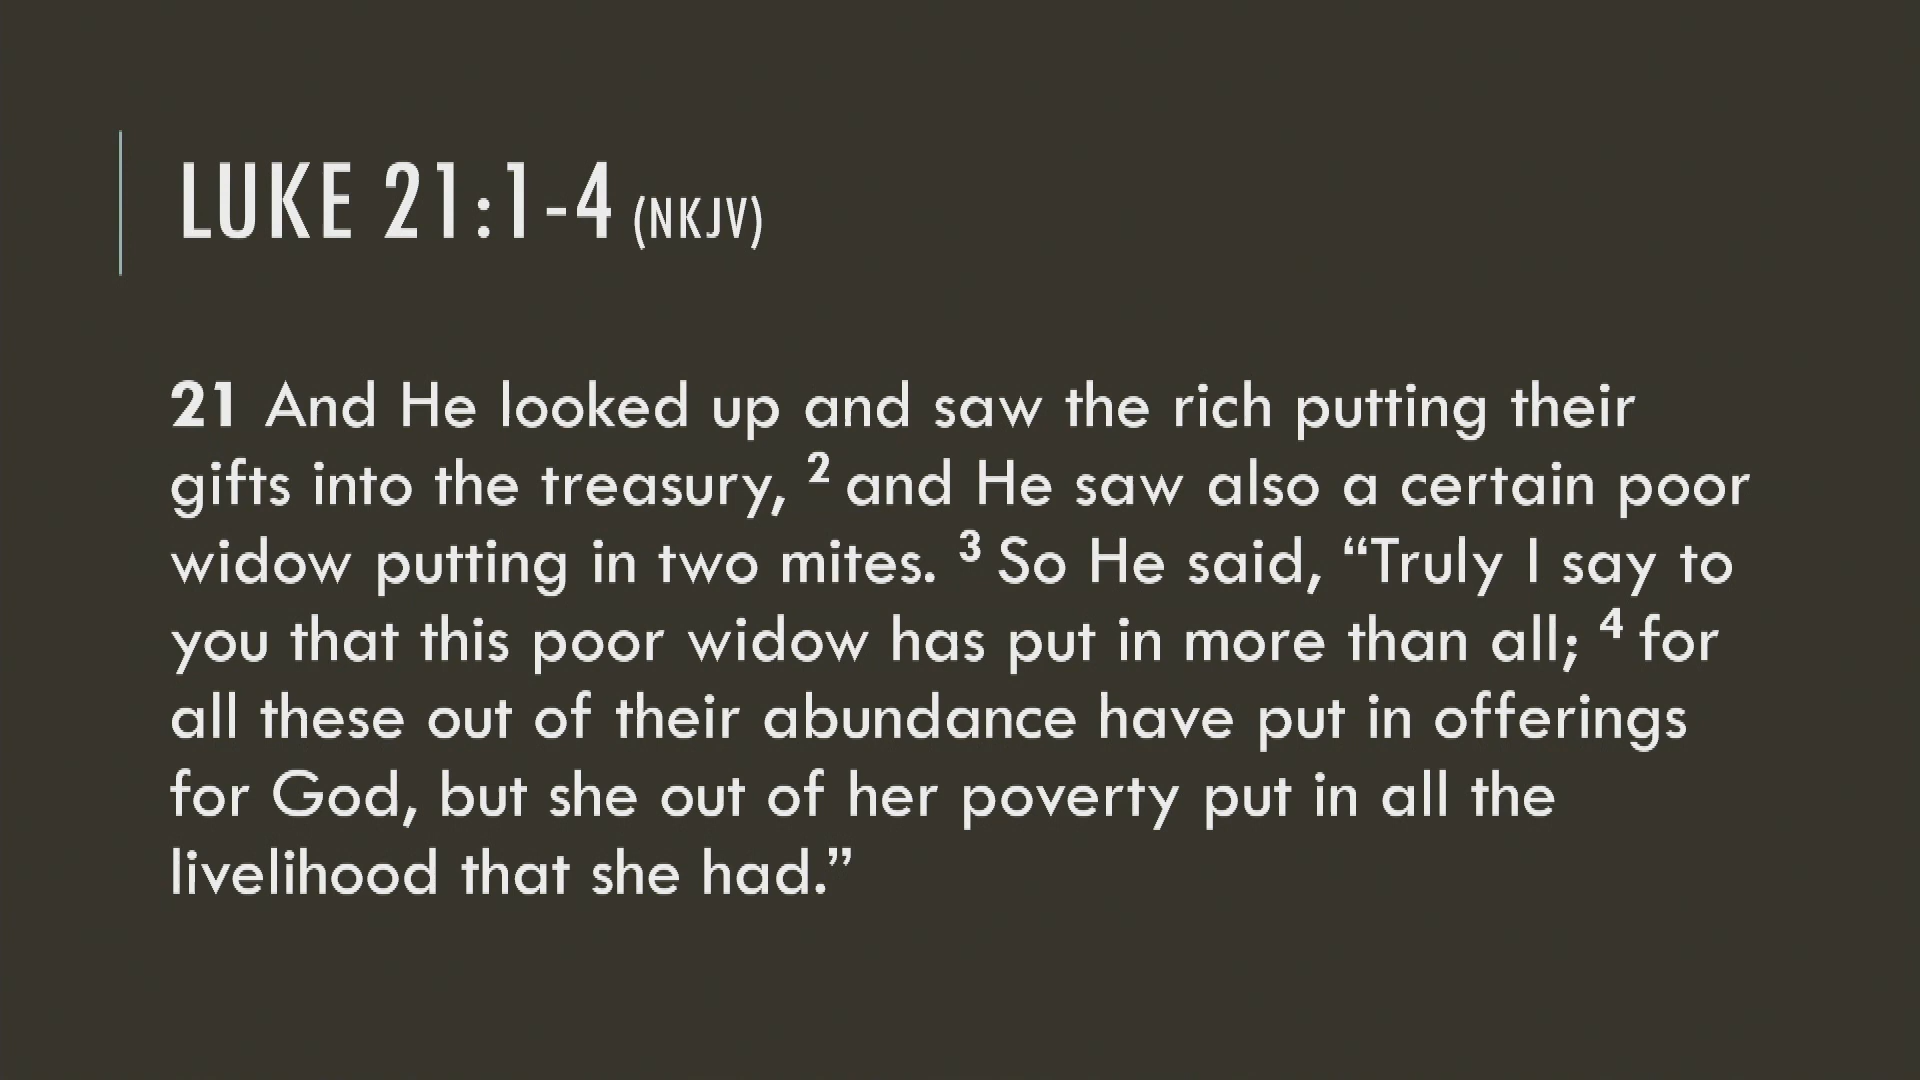 LUKE 21:1-4 (NKJV)
21 And He looked up and saw the rich putting their
gifts into the treasury, 2 and He saw also a certain poor
widow putting in two mites. 3 So He said, “Truly I say to
you that this poor widow has put in more than all; 4 for
all these out of their abundance have put in offerings
for God, but she out of her poverty put in all the
livelihood that she had.”